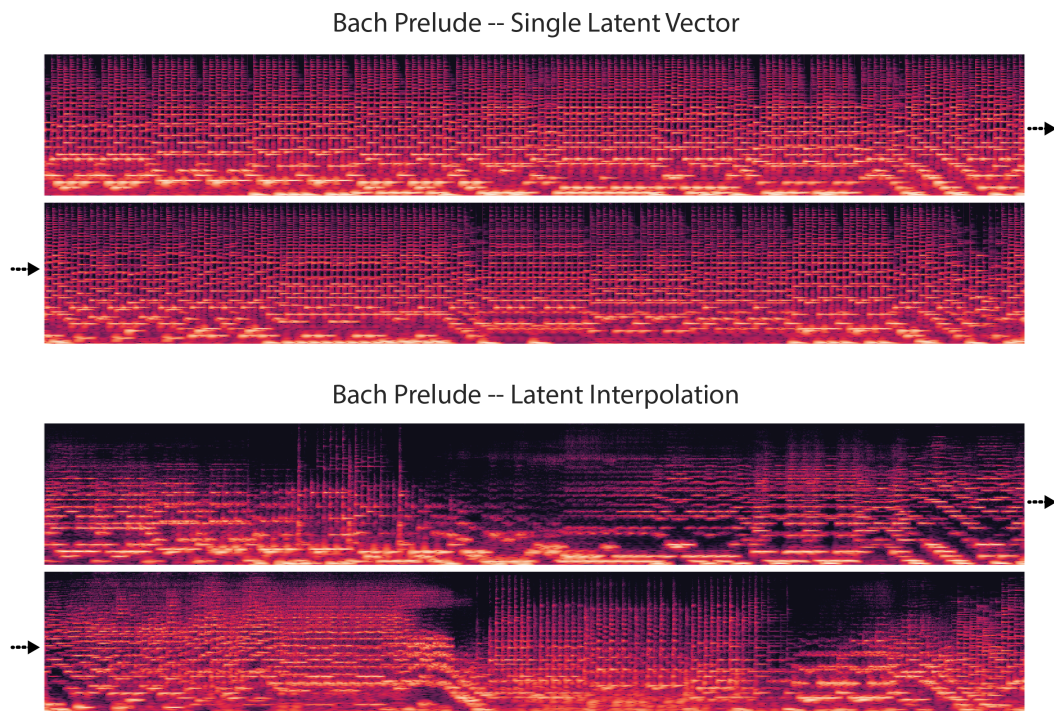 Bach Prelude -- Single Latent Vector
Bach Prelude -- Latent Interpolation